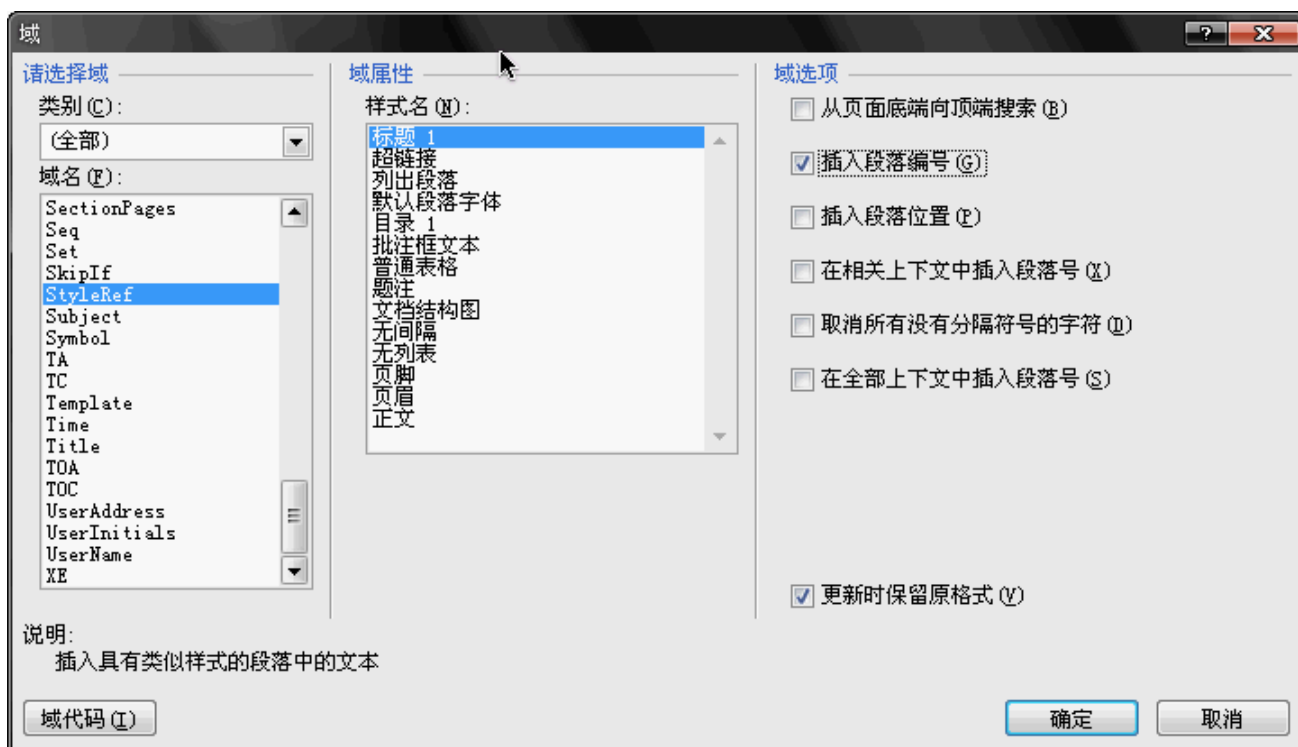 域
请选择域
类别(C):
(全部)
域名(F):
SectionPages
Seq
Set
SkipIf
StyleRef
Subject
Symbol
TA
TC
Template
Time
Title
TOA
TOC
UserAddress
UserInitials
UserName
XE
域属性
样式名(N):
标题 1
超链接
列出段落
默认段落字体
目录 1
批注框文本
普通表格
题注
文档结构图
无间隔
无列表
页脚
页眉
正文
域选项
从页面底端向顶端搜索(B)
插入段落编号(G)
插入段落位置(P)
在相关上下文中插入段落号(X)
取消所有没有分隔符号的字符(D)
在全部上下文中插入段落号(S)
更新时保留原格式(V)
说明:
插入具有类似样式的段落中的文本
域代码(I)
确定
取消